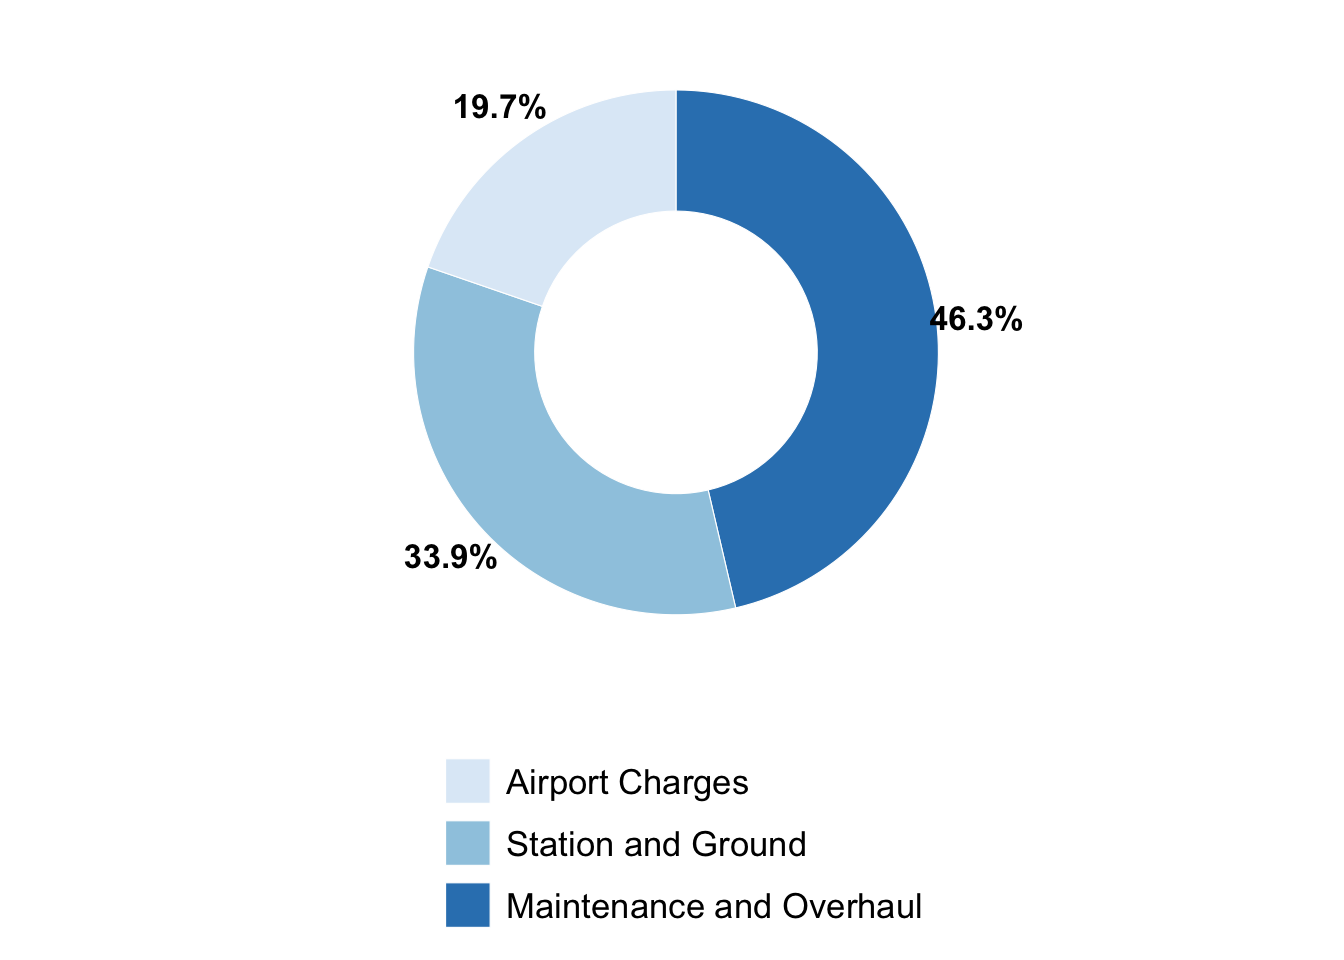 19.7%
46.3%
33.9%
Airport Charges
Station and Ground
Maintenance and Overhaul